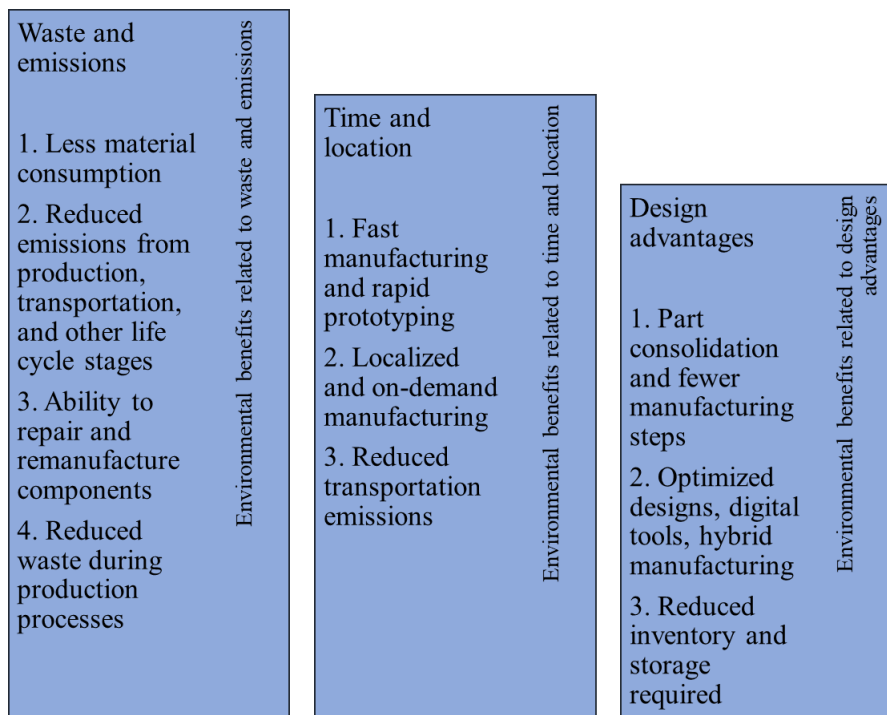 Waste and
emissions
1. Less material
consumption
2. Reduced
emissions from
production,
transportation,
and other life
cycle stages
3. Ability to
repair and
remanufacture
components
4. Reduced
waste during
production
processes
Environmental benefits related to waste and emissions
Time and
location
1. Fast
manufacturing
and rapid
prototyping
2. Localized
and on-demand
manufacturing
3. Reduced
transportation
emissions
Environmental benefits related to time and location
Design
advantages
1. Part
consolidation
and fewer
manufacturing
steps
2. Optimized
designs, digital
tools, hybrid
manufacturing
3. Reduced
inventory and
storage
required
Environmental benefits related to design
advantages